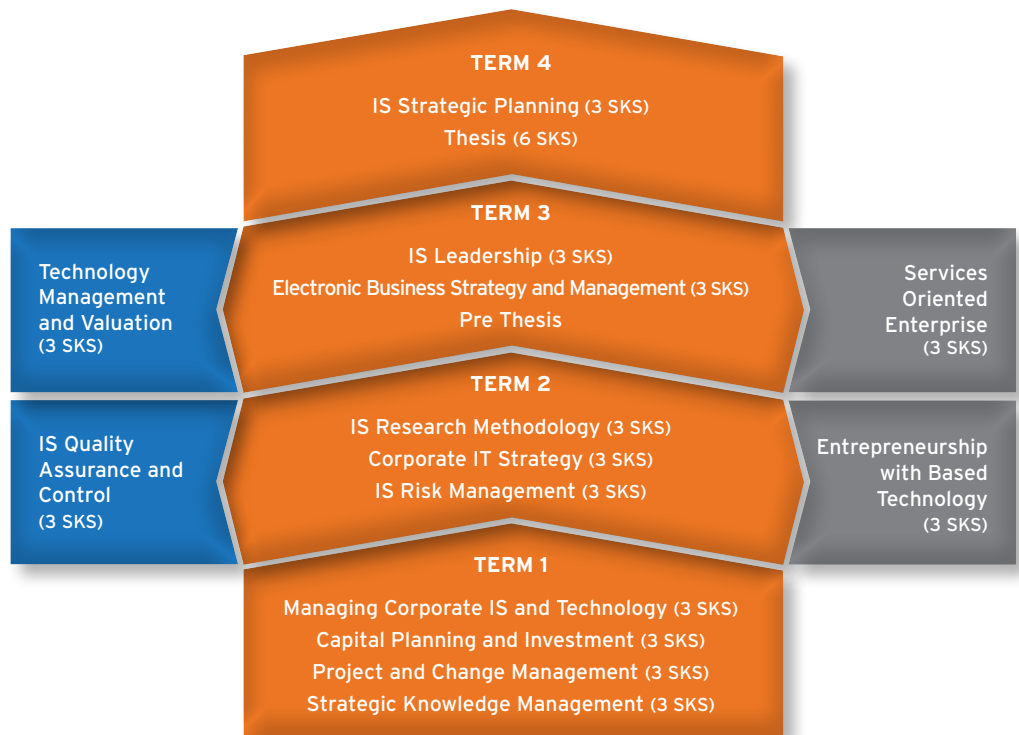 TERM 4
IS Strategic Planning (3 SKS)
Thesis (6 SKS)
Technology
Management
and Valuation
(3 SKS)
TERM 3
IS Leadership (3 SKS)
Electronic Business Strategy and Management (3 SKS)
Pre Thesis
Services
Oriented
Enterprise
(3 SKS)
IS Quality
Assurance and
Control
(3 SKS)
TERM 2
IS Research Methodology (3 SKS)
Corporate IT Strategy (3 SKS)
IS Risk Management (3 SKS)
Entrepreneurship
with Based
Technology
(3 SKS)
TERM 1
Managing Corporate IS and Technology (3 SKS)
Capital Planning and Investment (3 SKS)
Project and Change Management (3 SKS)
Strategic Knowledge Management (3 SKS)